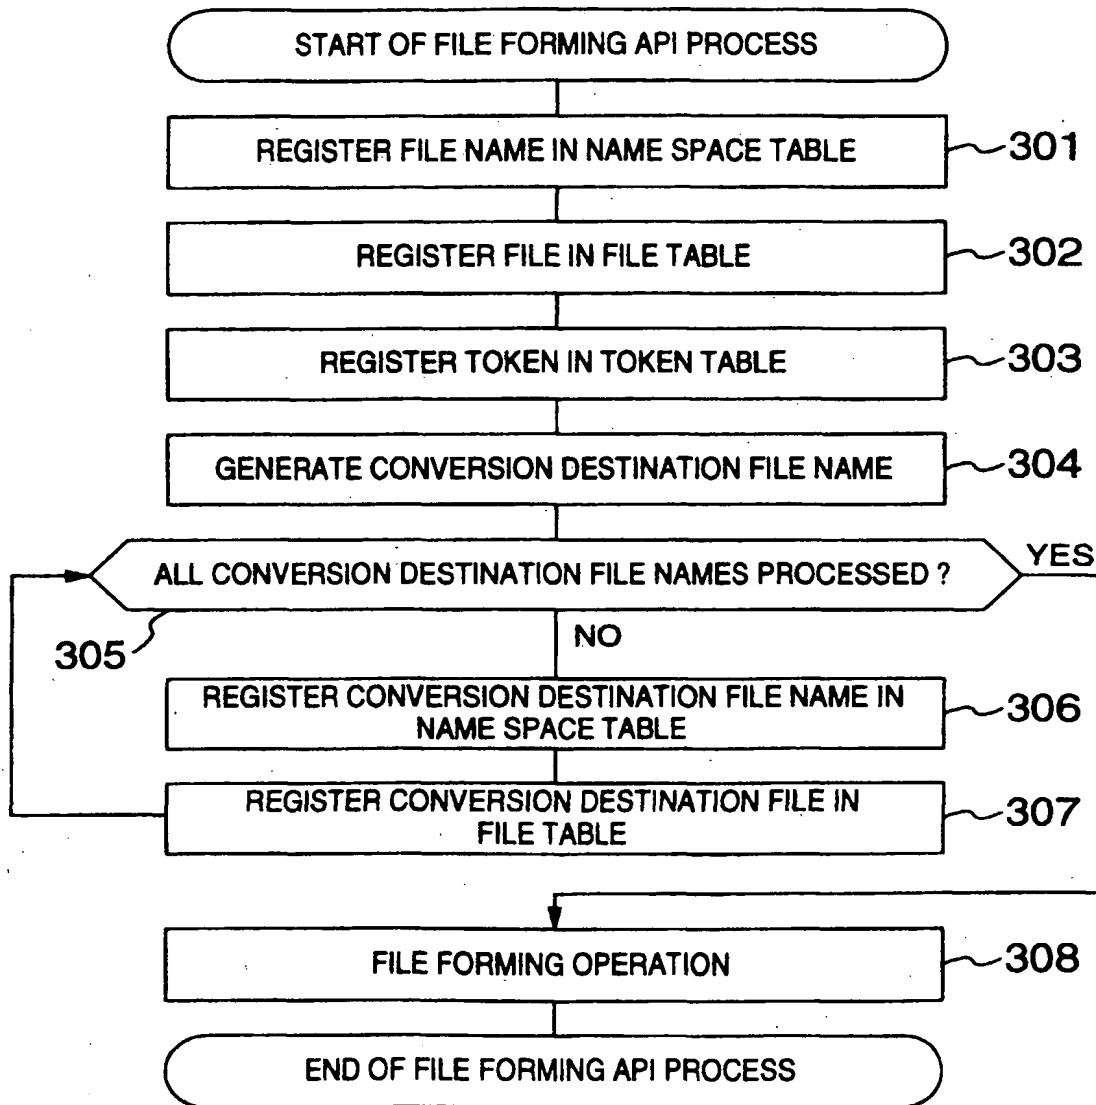 START OF FILE FORMING API PROCESS
REGISTER FILE NAME IN NAME SPACE TABLE
301
REGISTER FILE IN FILE TABLE
302
REGISTER TOKEN IN TOKEN TABLE
303
GENERATE CONVERSION DESTINATION FILE NAME
304
ALL CONVERSION DESTINATION FILE NAMES PROCESSED ?
YES
305
NO
REGISTER CONVERSION DESTINATION FILE NAME IN
NAME SPACE TABLE
306
REGISTER CONVERSION DESTINATION FILE IN
FILE TABLE
307
FILE FORMING OPERATION
308
END OF FILE FORMING API PROCESS